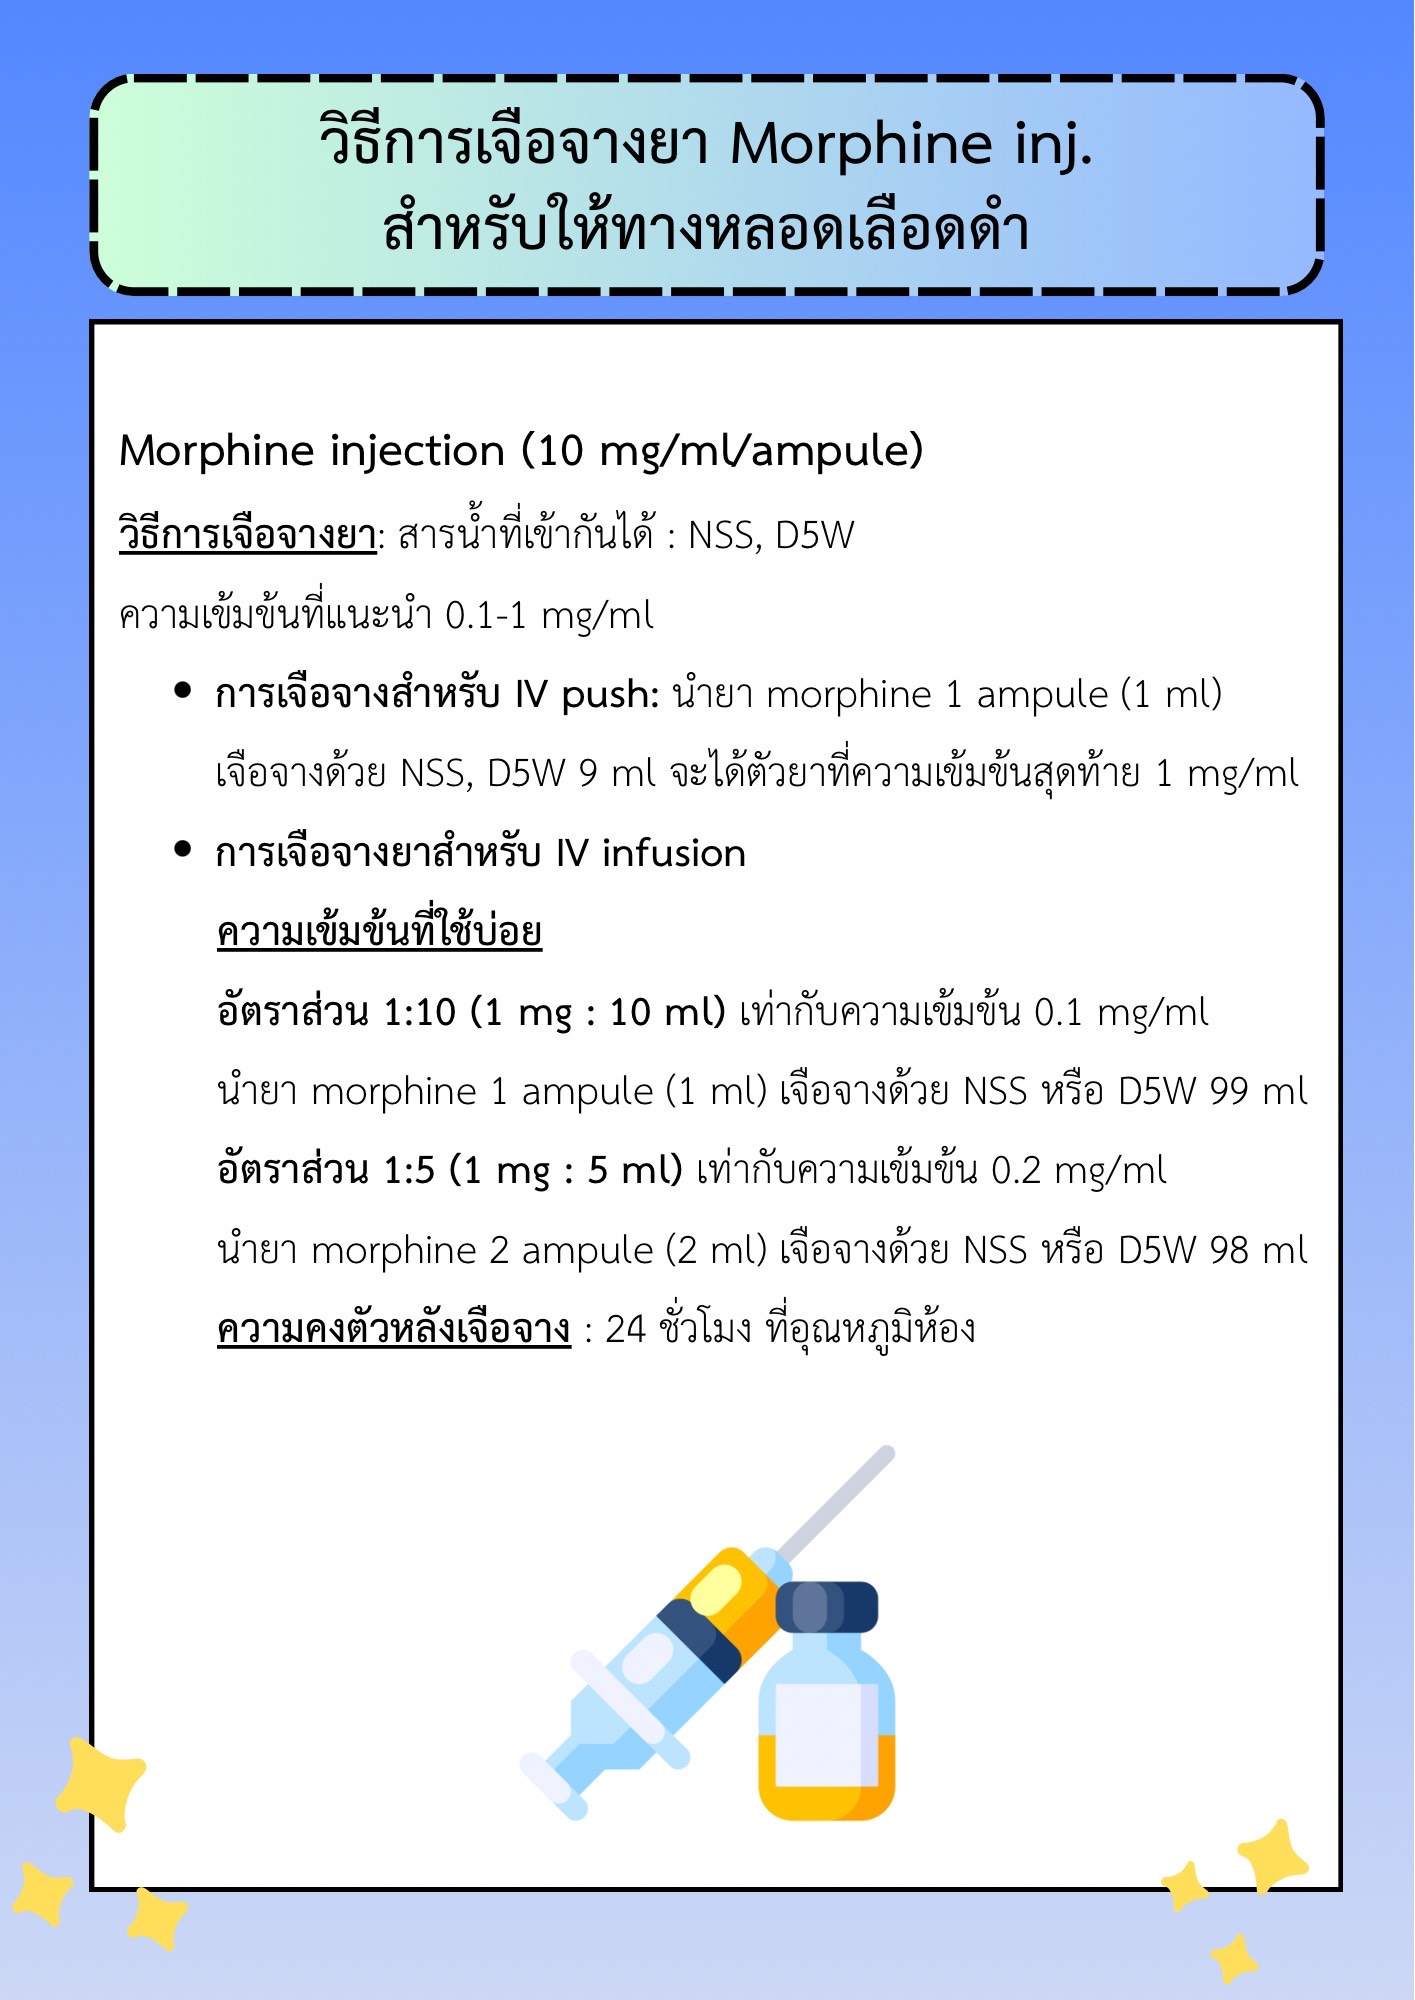 วิธีการเจือจางยา Morphine inj.
สำหรับให้ทางหลอดเลือดดำ
Morphine injection (10 mg/ml/ampule)
วิธีการเจือจางยา: สารน้ำที่เข้ากันได้ : NSS, D5W
ความเข้มข้นที่แนะนำ 0.1-1 mg/ml
• การเจือจางสำหรับ IV push: นำยา morphine 1 ampule (1 ml)
เจือจางด้วย NSS, D5W 9 ml จะได้ตัวยาที่ความเข้มข้นสุดท้าย 1 mg/ml
• การเจือจางยาสำหรับ IV infusion
ความเข้มข้นที่ใช้บ่อย
อัตราส่วน 1:10 (1 mg : 10 ml) เท่ากับความเข้มข้น 0.1 mg/ml
นำยา morphine 1 ampule (1 ml) เจือจางด้วย NSS หรือ D5W 99 ml
อัตราส่วน 1:5 (1 mg : 5 ml) เท่ากับความเข้มข้น 0.2 mg/ml
นำยา morphine 2 ampule (2 ml) เจือจางด้วย NSS หรือ D5W 98 ml
ความคงตัวหลังเจือจาง : 24 ชั่วโมง ที่อุณหภูมิห้อง